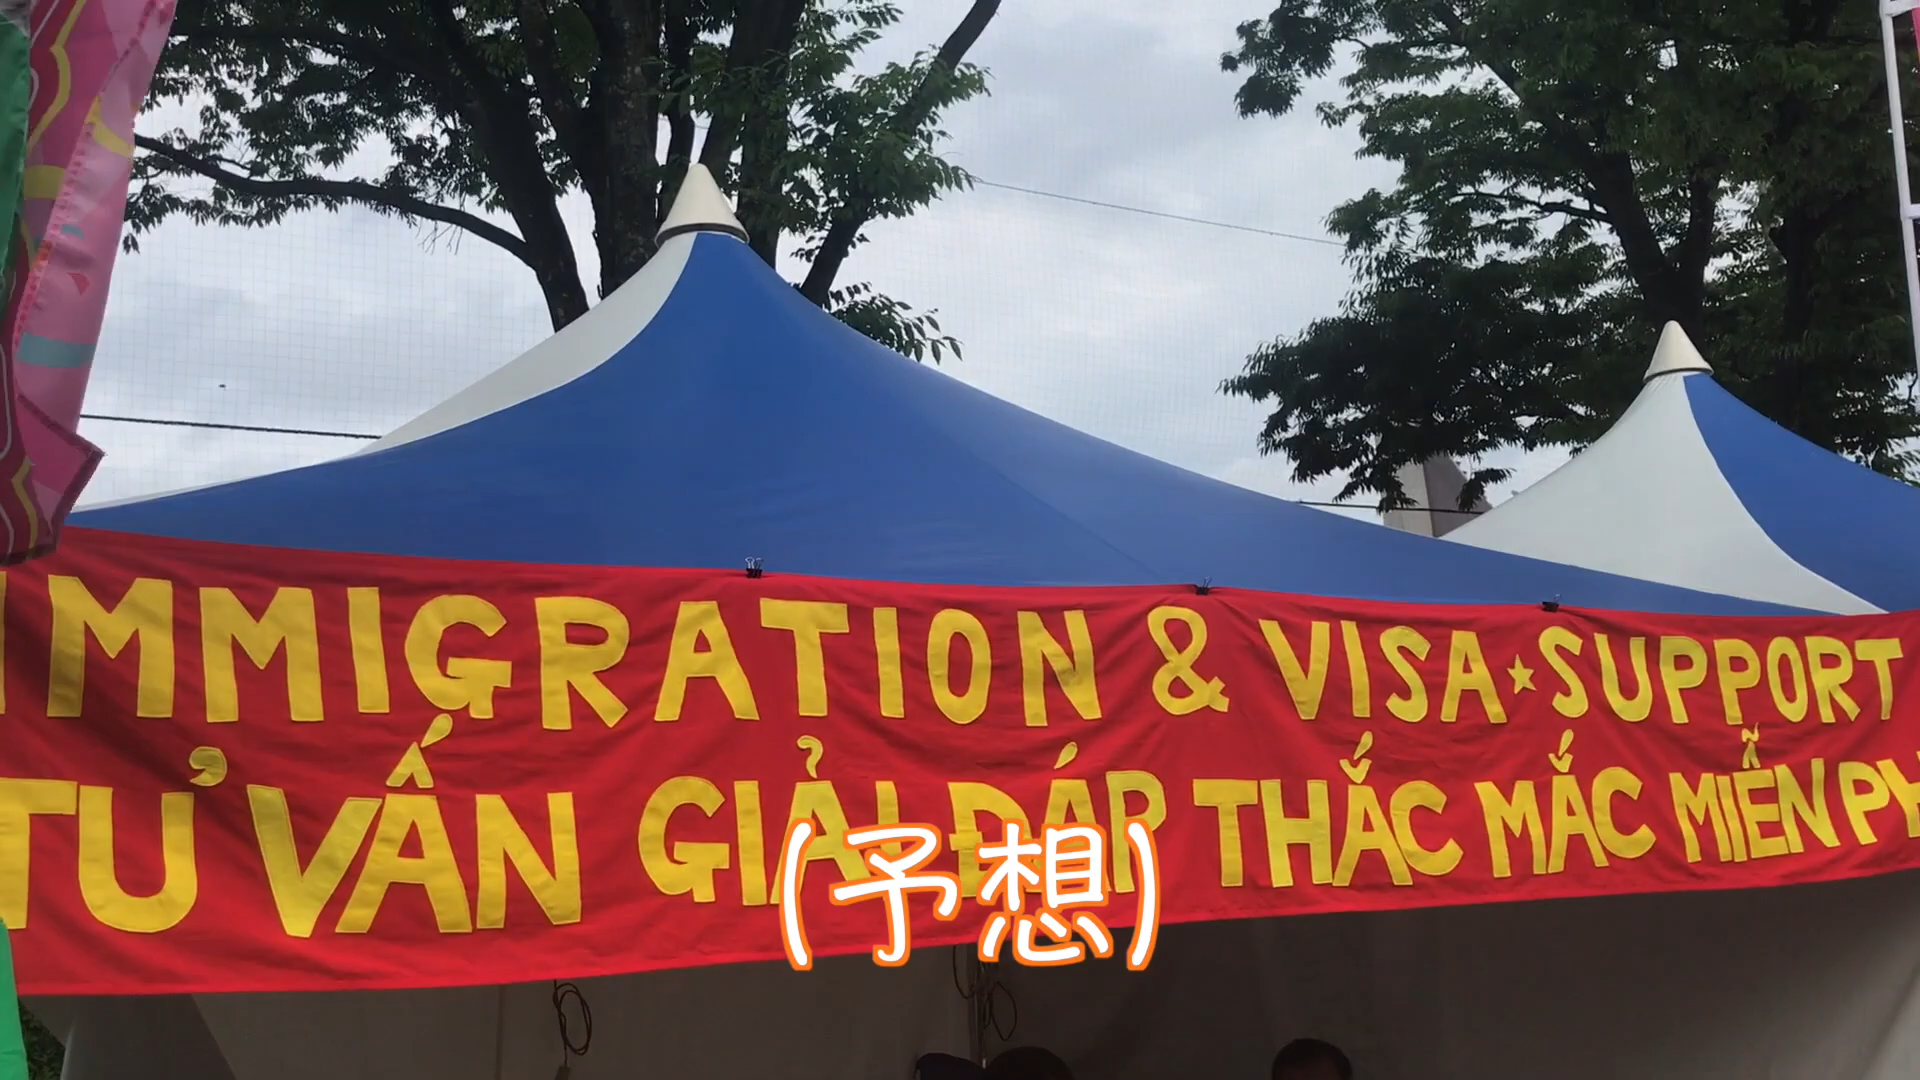 IMMIGRATION & VISA★SUPPORT
TƯ VẤN GIẢI ĐÁP THẮC MẮC MIỄN PH
(予想)